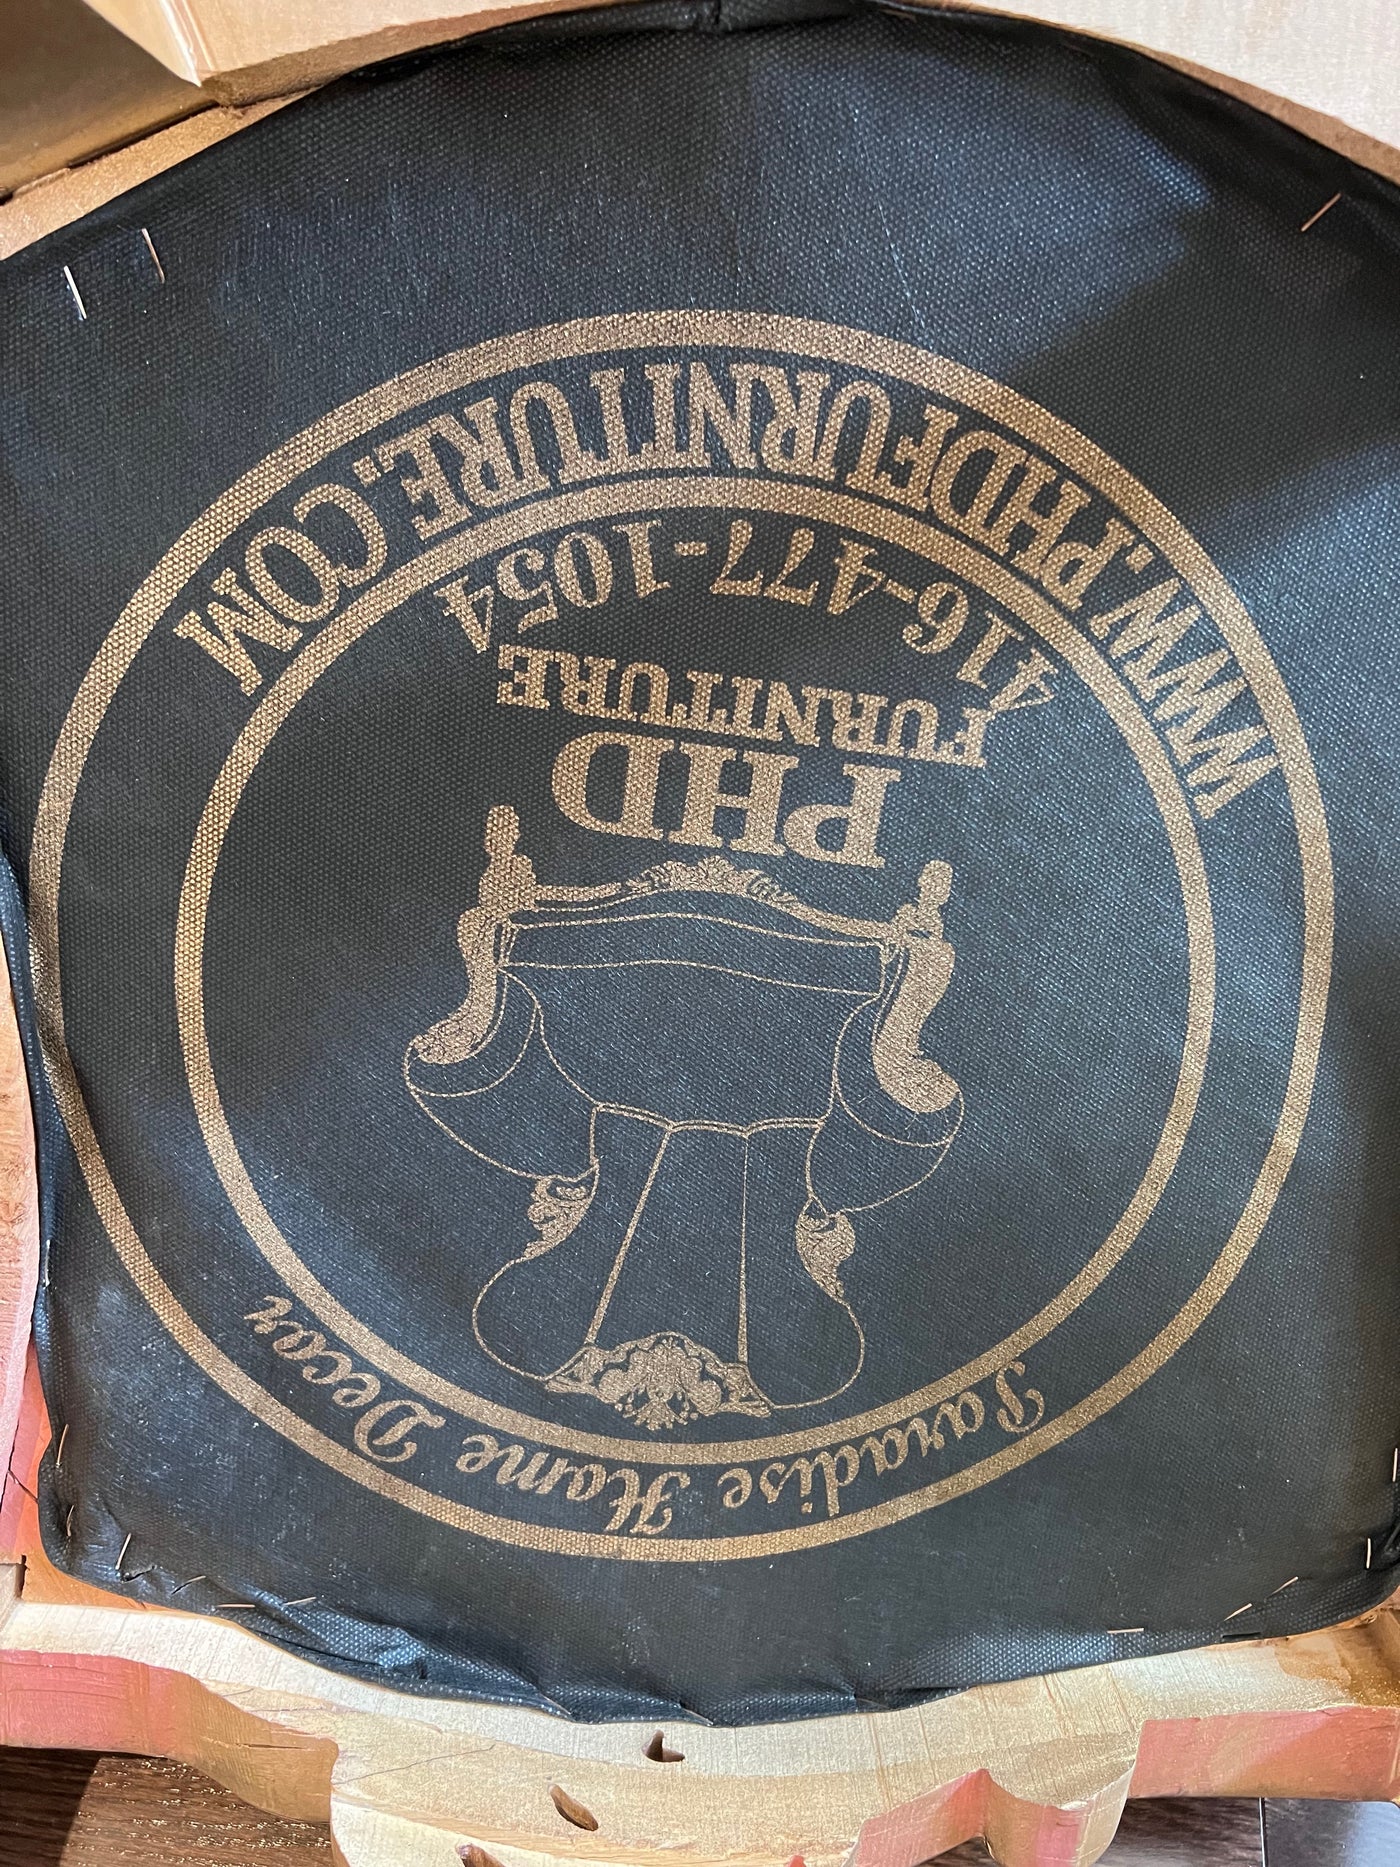 Paradise Home Decor
PHD
FURNITURE
416-477-1054
WWW.PHDFURNITURE.COM